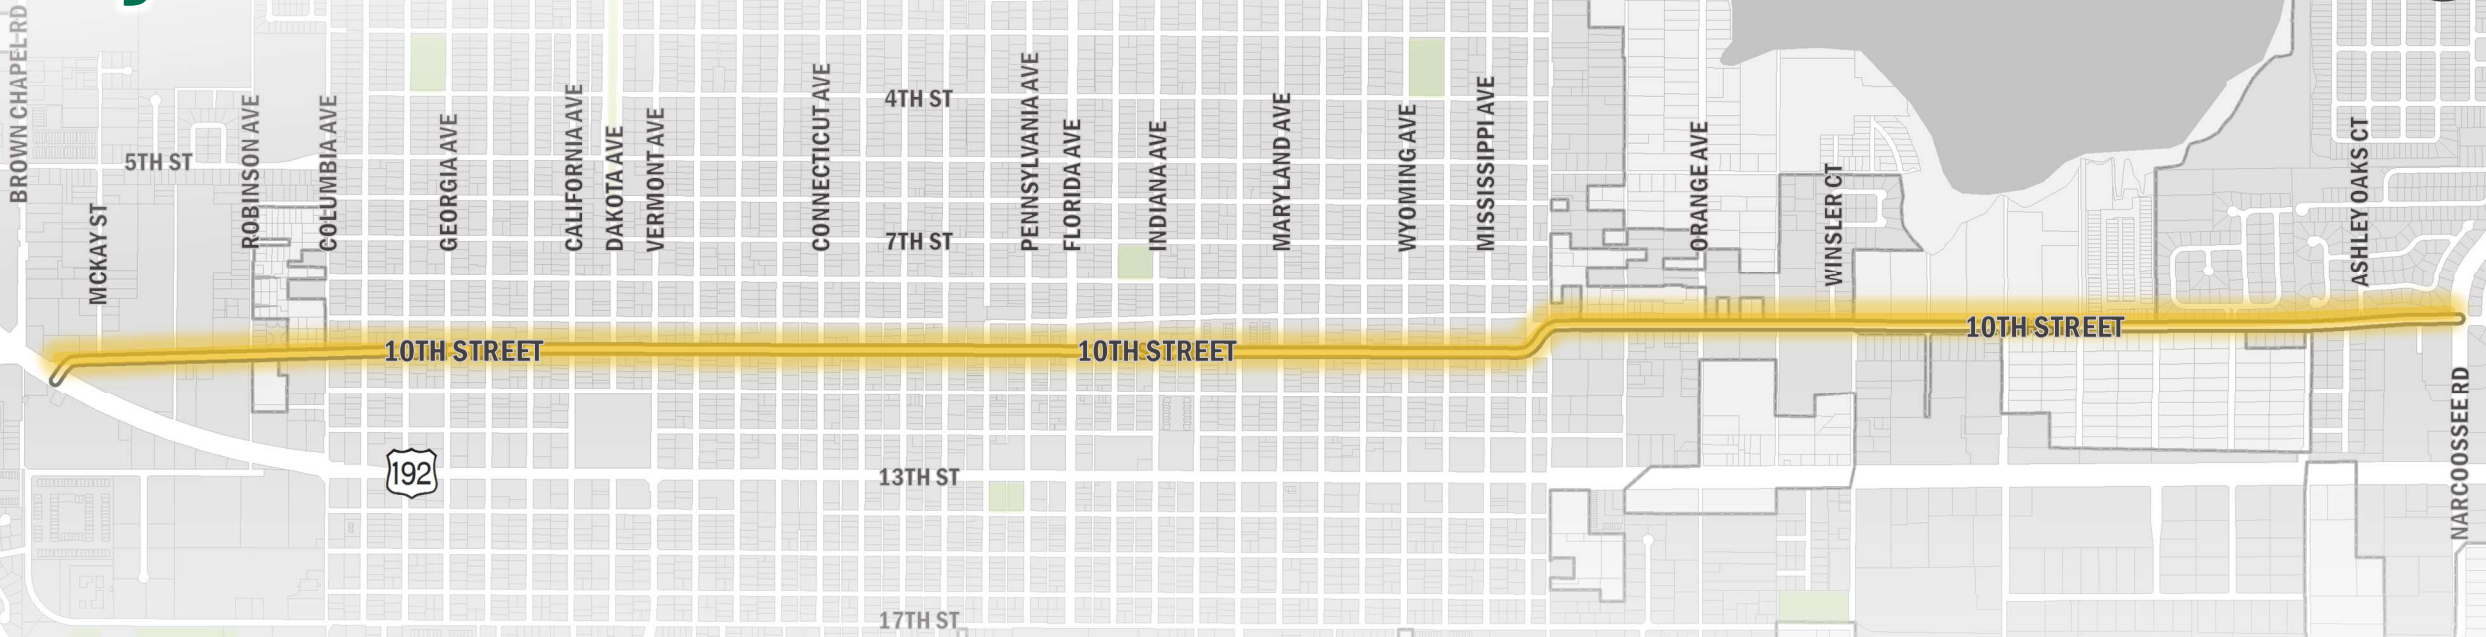 BROWN CHAPEL RD
MCKAY ST
5TH ST
ROBINSON AVE
COLUMBIA AVE
GEORGIA AVE
CALIFORNIA AVE
DAKOTA AVE
VERMONT AVE
CONNECTICUT AVE
4TH ST
7TH ST
PENNSYLVANIA AVE
FLORIDA AVE
INDIANA AVE
MARYLAND AVE
WYOMING AVE
MISSISSIPPI AVE
ORANGE AVE
WINSLER CT
ASHLEY OAKS CT
10TH STREET
10TH STREET
10TH STREET
192
13TH ST
17TH ST
NARCOOSSEE RD